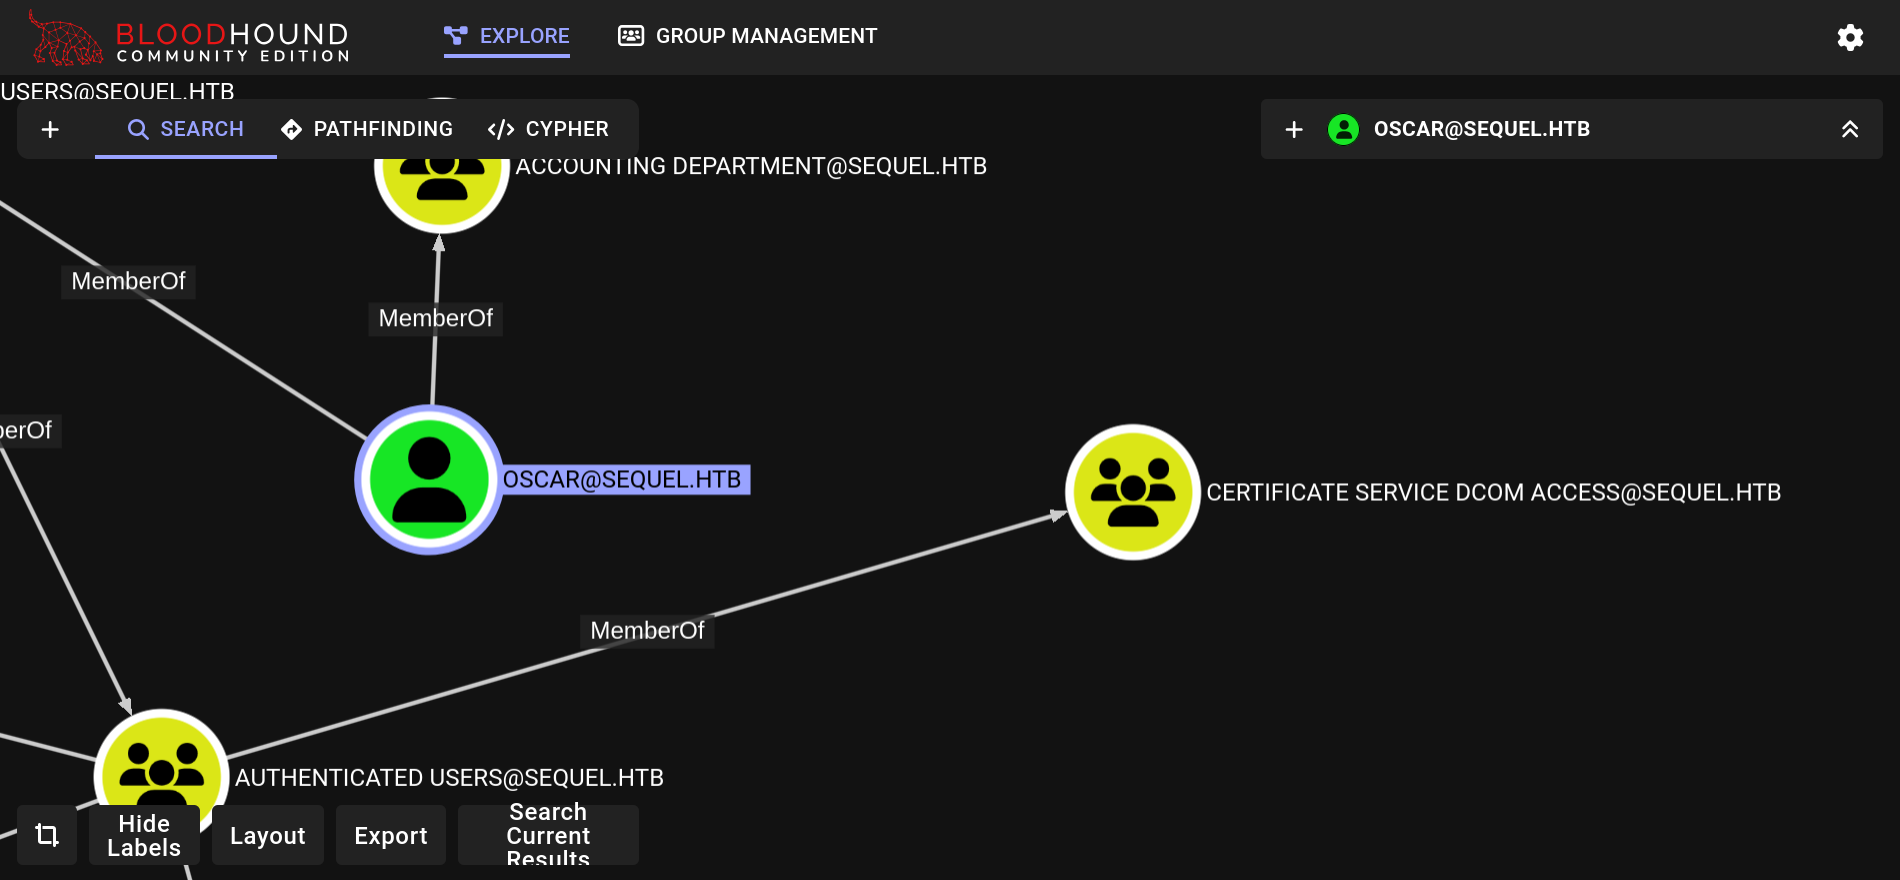 BLOODHOUND
COMMUNITY EDITION
EXPLORE
GROUP MANAGEMENT
USERS@SEQUEL.HTB
SEARCH
PATHFINDING
CYPHER
OSCAR@SEQUEL.HTB
ACCOUNTING DEPARTMENT@SEQUEL.HTB
MemberOf
MemberOf
berOf
OSCAR@SEQUEL.HTB
CERTIFICATE SERVICE DCOM ACCESS@SEQUEL.HTB
MemberOf
AUTHENTICATED USERS@SEQUEL.HTB
Hide
Labels
Layout
Export
Search
Current
Results